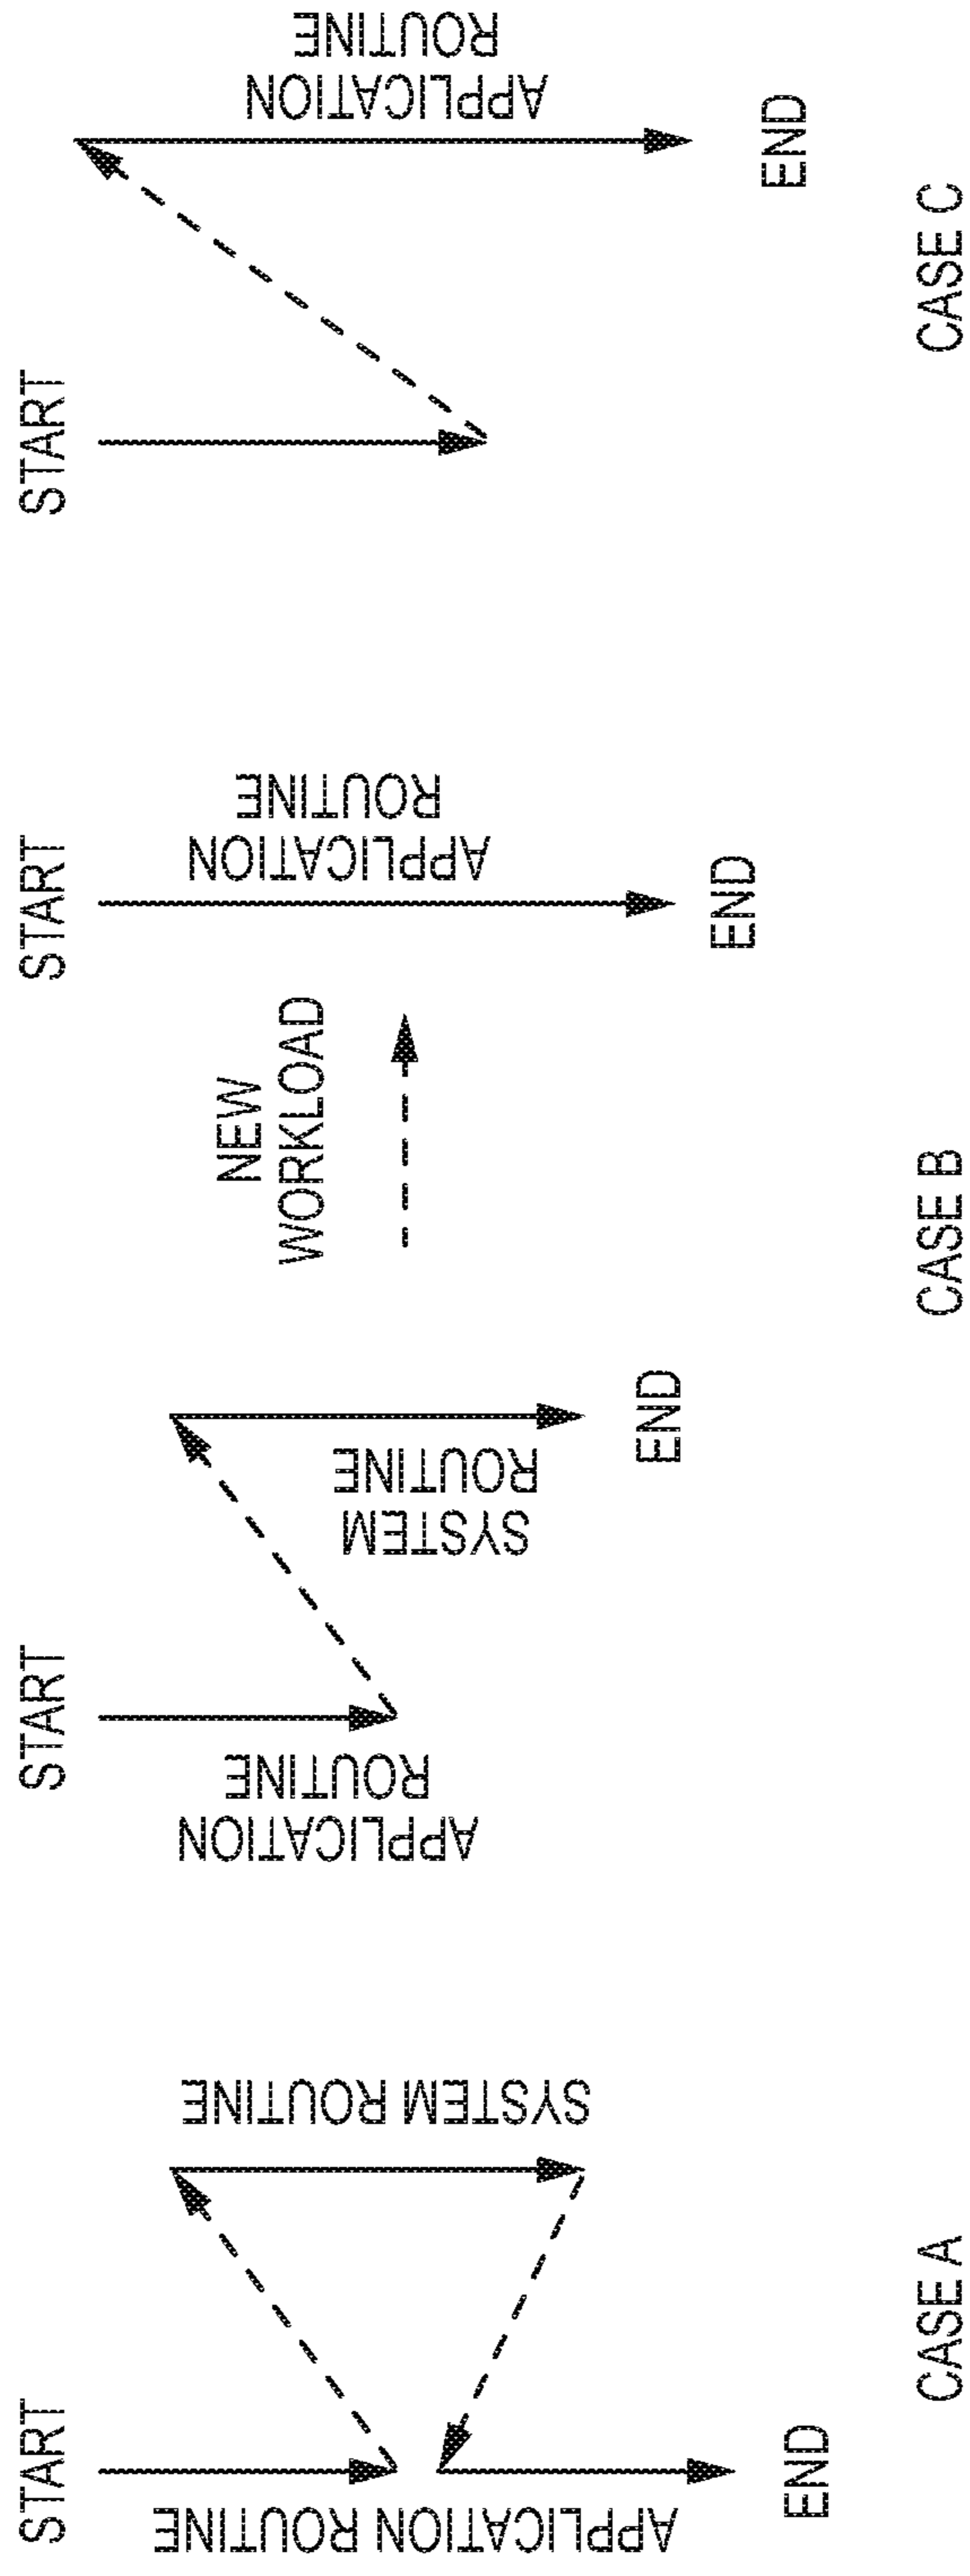 START
APPLICATION ROUTINE
SYSTEM ROUTINE
END
CASE A
START
APPLICATION
ROUTINE
SYSTEM
ROUTINE
END
NEW
WORKLOAD
START
APPLICATION
ROUTINE
END
CASE B
START
APPLICATION
ROUTINE
END
CASE C